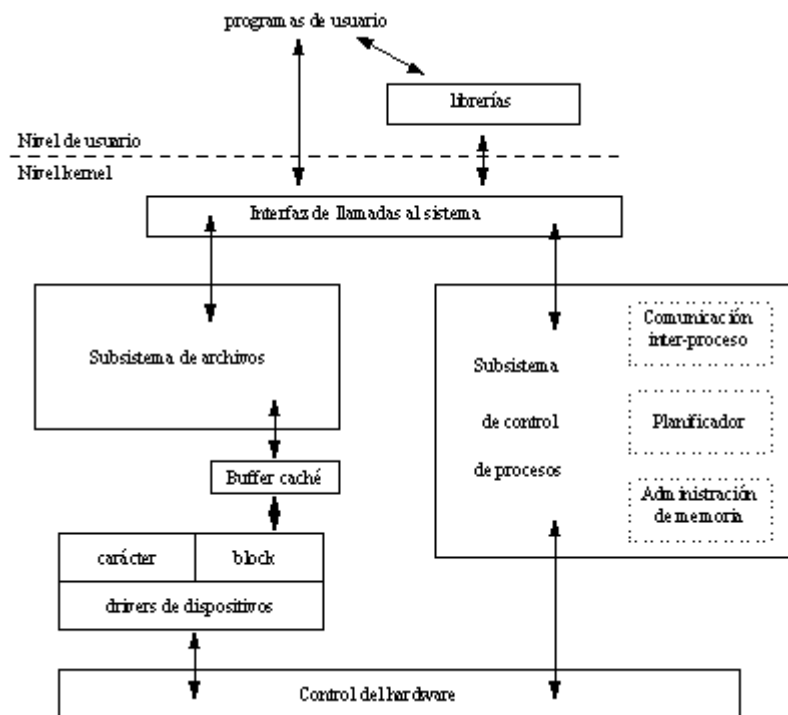 programas de usuario
librerías
Nivel de usuario
Nivel kernel
Interfaz de llamadas al sistema
Subsistema de archivos
Buffer caché
carácter
block
drivers de dispositivos
Subsistema
de control
de procesos
Comunicación
inter-proceso
Planificador
Administración
de memoria
Control del hardware